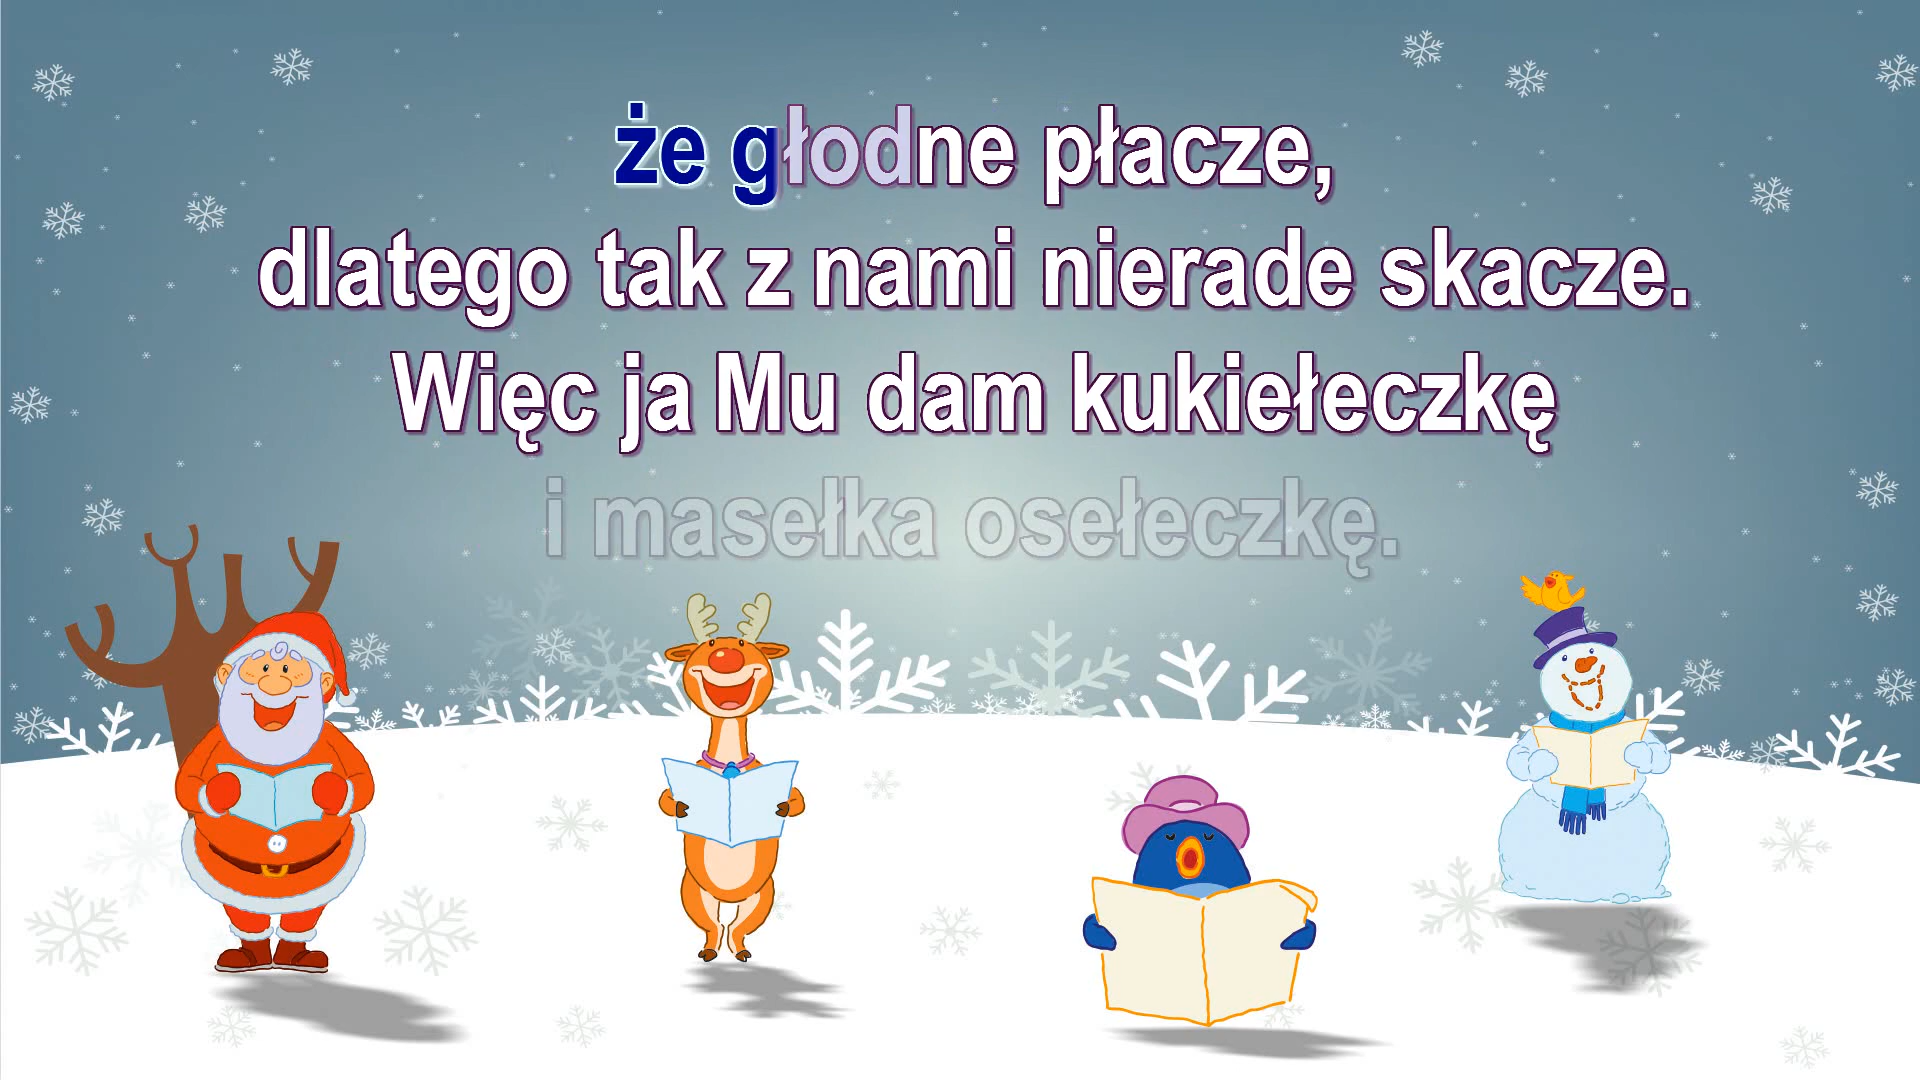 że głodne płacze,
dlatego tak z nami nierade skacze.
Więc ja Mu dam kukiełeczkę
i masełka osełeczkę.